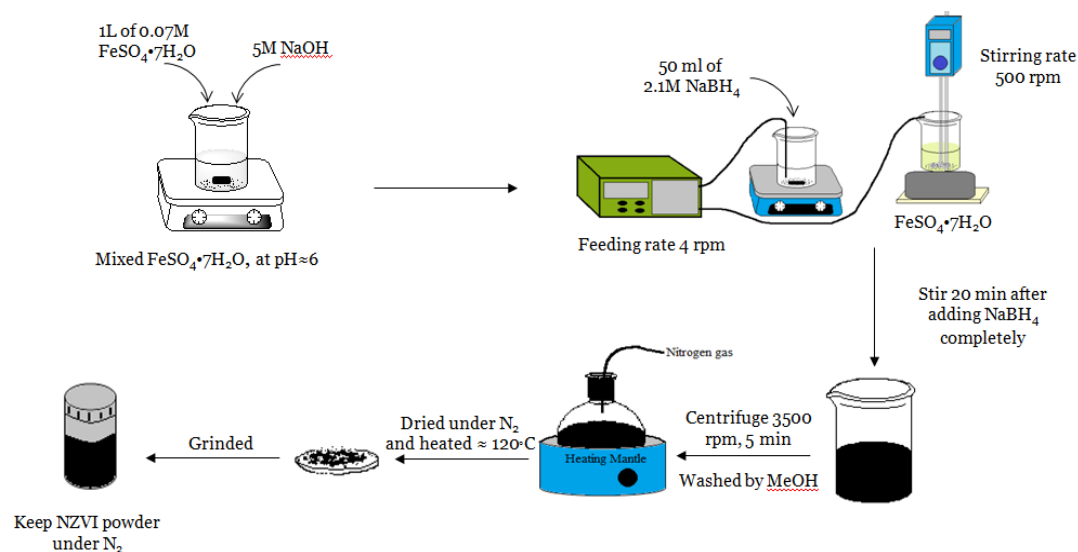 1L of 0.07M
FeSO₄•7H₂O
5M NaOH
Mixed FeSO₄•7H₂O, at pH≈6
50 ml of
2.1M NaBH₄
Feeding rate 4 rpm
Stirring rate
500 rpm
FeSO₄•7H₂O
Stir 20 min after
adding NaBH₄
completely
Centrifuge 3500
rpm, 5 min
Washed by MeOH
Nitrogen gas
Heating Mantle
Dried under N₂
and heated ≈ 120◦C
Grinded
Keep NZVI powder
under N₂